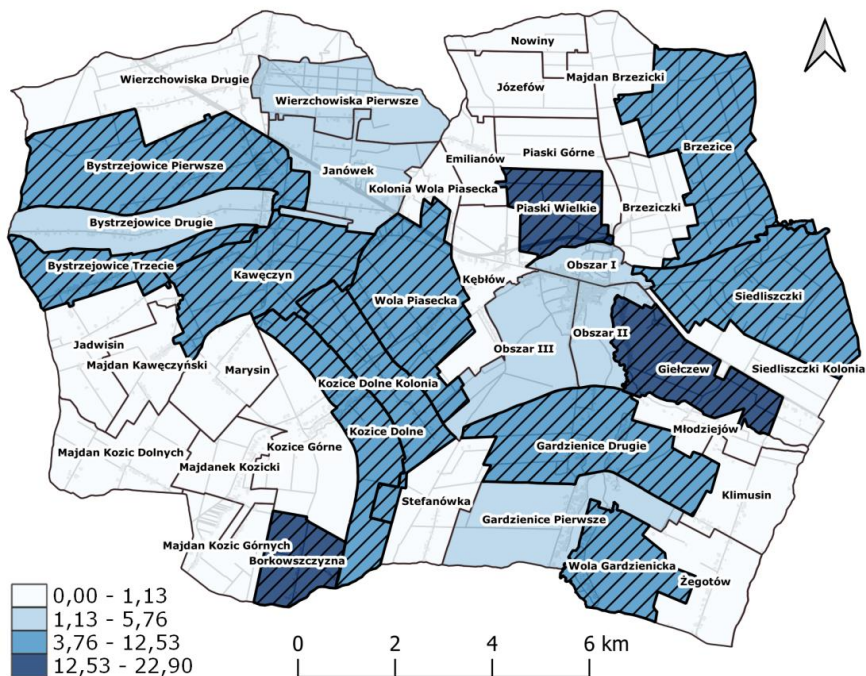 Nowiny
Wierzchowiska Drugie
Majdan Brzezicki
Józefów
Wierzchowiska Pierwsze
Piaski Górne
Brzezice
Emilianów
Bystrzejowice Pierwsze
Janówek
Kolonia Wola Piasecka
Piaski Wielkie
Brzeziczki
Bystrzejowice Drugie
Bystrzejowice Trzecie
Obszar I
Kawęczyn
Kębłów
Wola Piasecka
Siedliszczki
Obszar II
Jadwisin
Obszar III
Majdan Kawęczyński
Marysin
Giełczew
Siedliszczki Kolonia
Kozice Dolne Kolonia
Młodziejów
Kozice Dolne
Gardzienice Drugie
Kozice Górne
Majdan Kozic Dolnych
Majdanek Kozicki
Klimusin
Stefanówka
Gardzienice Pierwsze
Majdan Kozic Górnych
Borkowszczyzna
Wola Gardzienicka
Żegotów
0,00 - 1,13
1,13 - 5,76
3,76 - 12,53
12,53 - 22,90
0 2 4 6 km